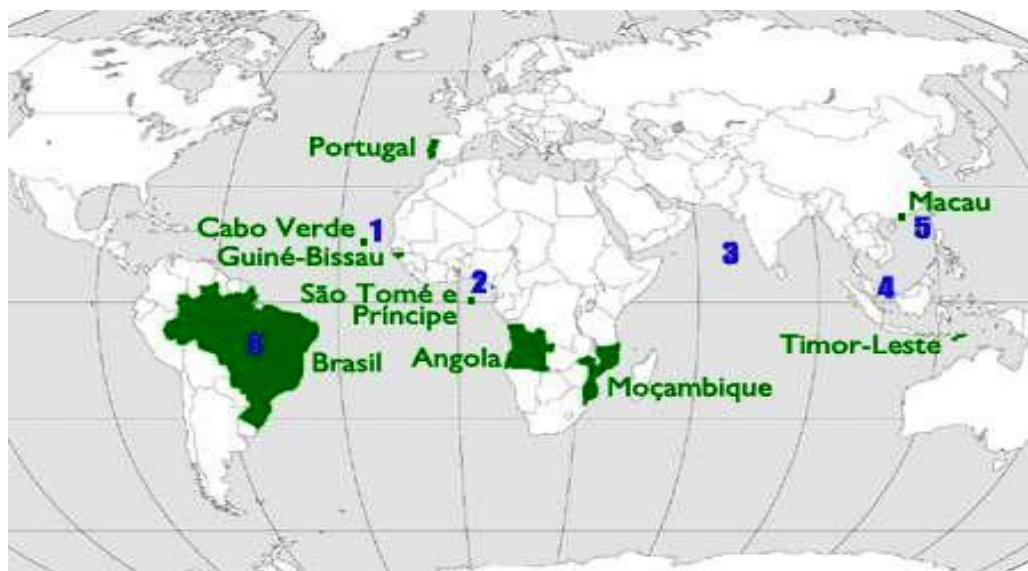 Portugal
Macau
Cabo Verde
1
5
Guiné-Bissau
3
2
4
São Tomé e
Príncipe
6
Brasil
Angola
Timor-Leste
Moçambique